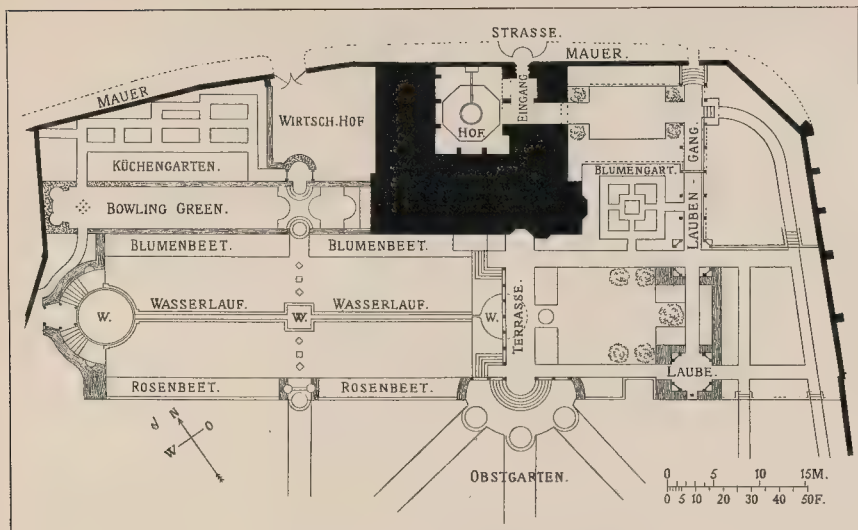 STRASSE.
MAUER.
MAUER
EINGANG
WIRTSCH. HOF
HOF
GANG
KÜCHENGARTEN.
BLUMENGART.
LAUBEN-
BOWLING GREEN.
BLUMENBEET. BLUMENBEET.
W. WASSERLAUF. W. WASSERLAUF. W.
TERRASSE.
ROSENBEET. ROSENBEET.
LAUBE.
N
O
W
OBSTGARTEN.
0 5 10 15M.
0 5 10 20 30 40 50F.